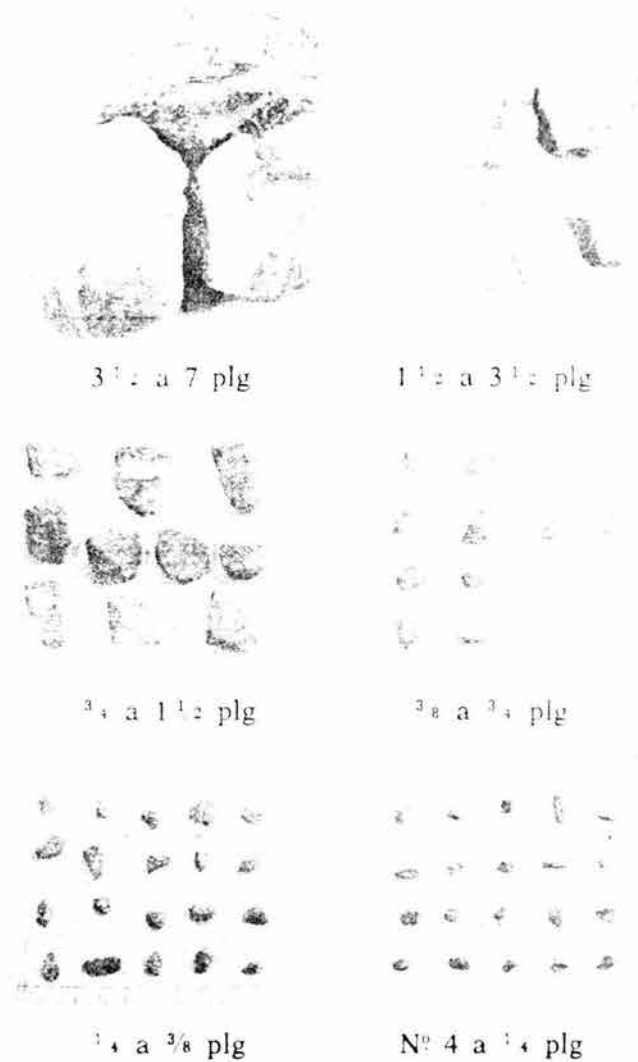 3 1/2 a 7 plg
1 1/2 a 3 1/2 plg
3/4 a 1 1/2 plg
3/8 a 3/4 plg
1/4 a 3/8 plg
Nº 4 a 1/4 plg